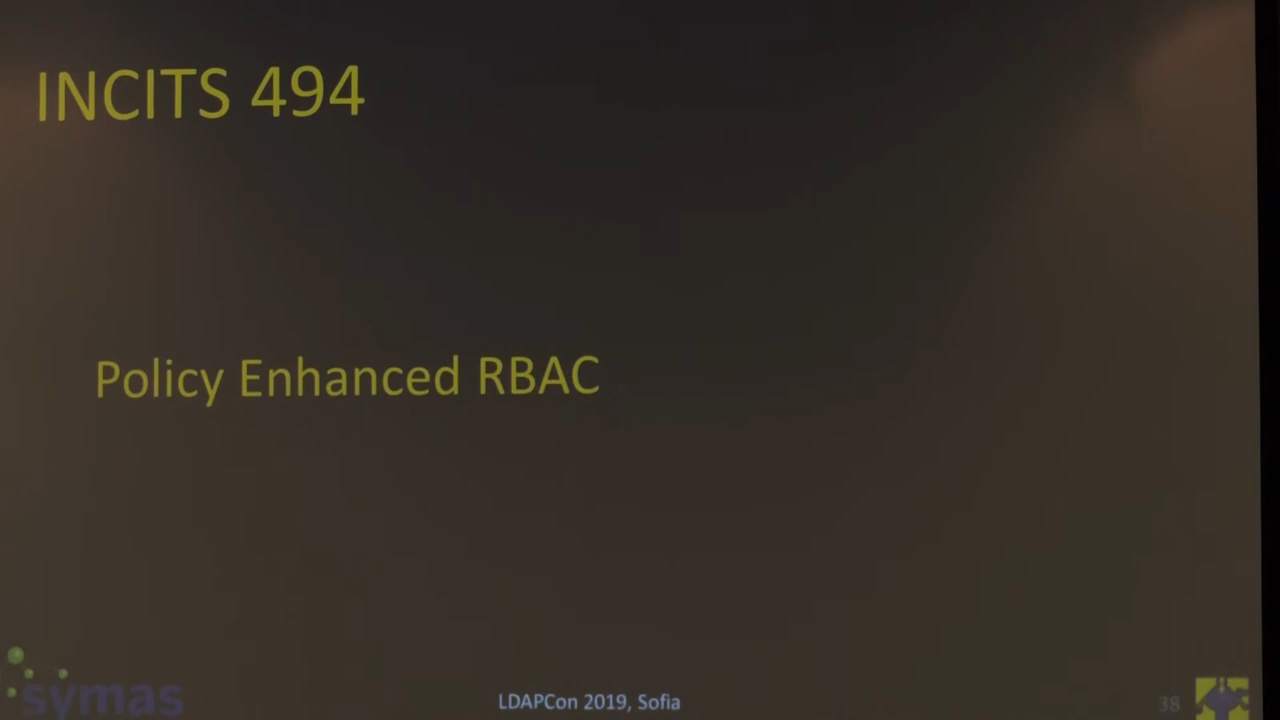 INCITS 494
Policy Enhanced RBAC
symas
LDAPCon 2019, Sofia
38